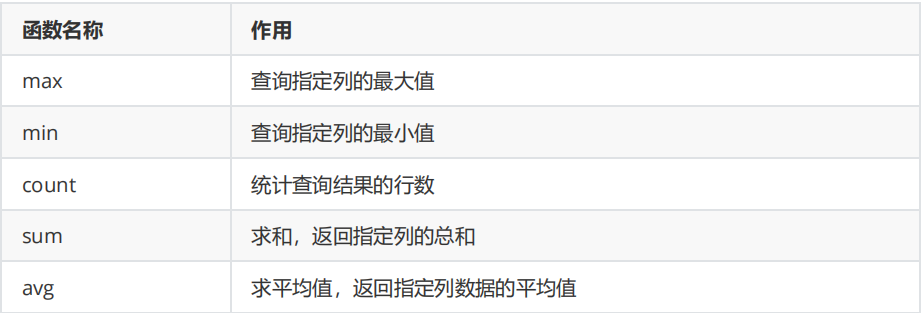 函数名称 作用
max 查询指定列的最大值
min 查询指定列的最小值
count 统计查询结果的行数
sum 求和，返回指定列的总和
avg 求平均值，返回指定列数据的平均值